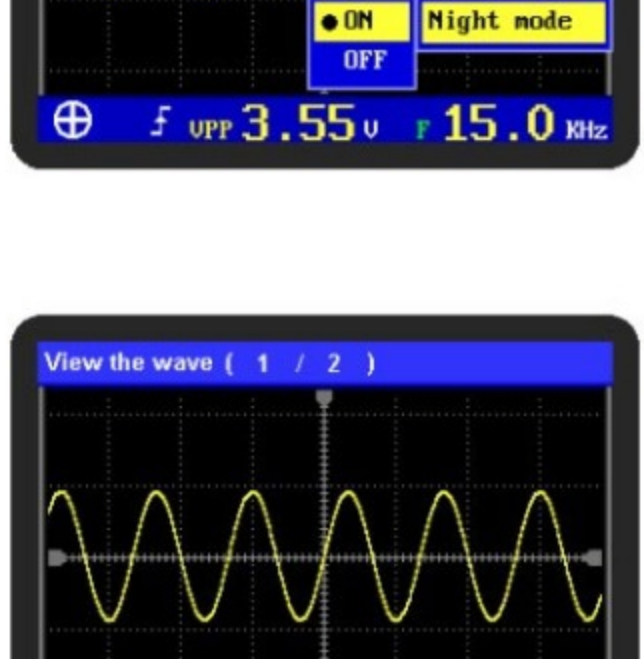 ON
Night mode
OFF
VPP 3.55 V F 15.0 KHz
View the wave ( 1 / 2 )